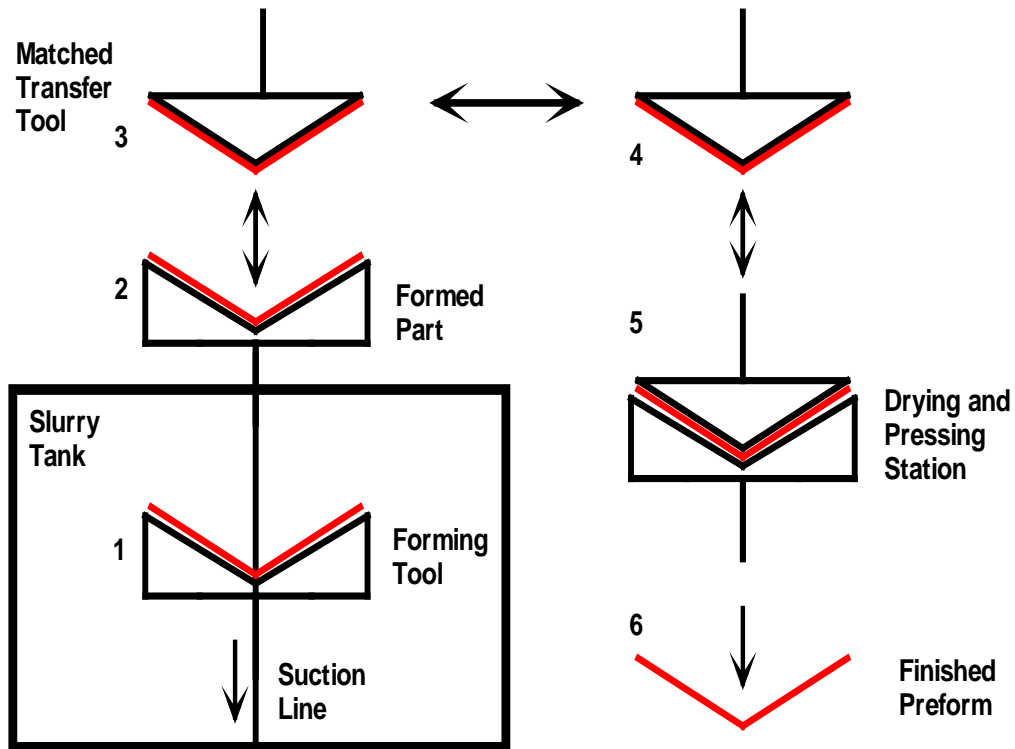 Matched
Transfer
Tool
3
4
2
Formed
Part
5
Slurry
Tank
Drying and
Pressing
Station
1
Forming
Tool
6
Suction
Line
Finished
Preform